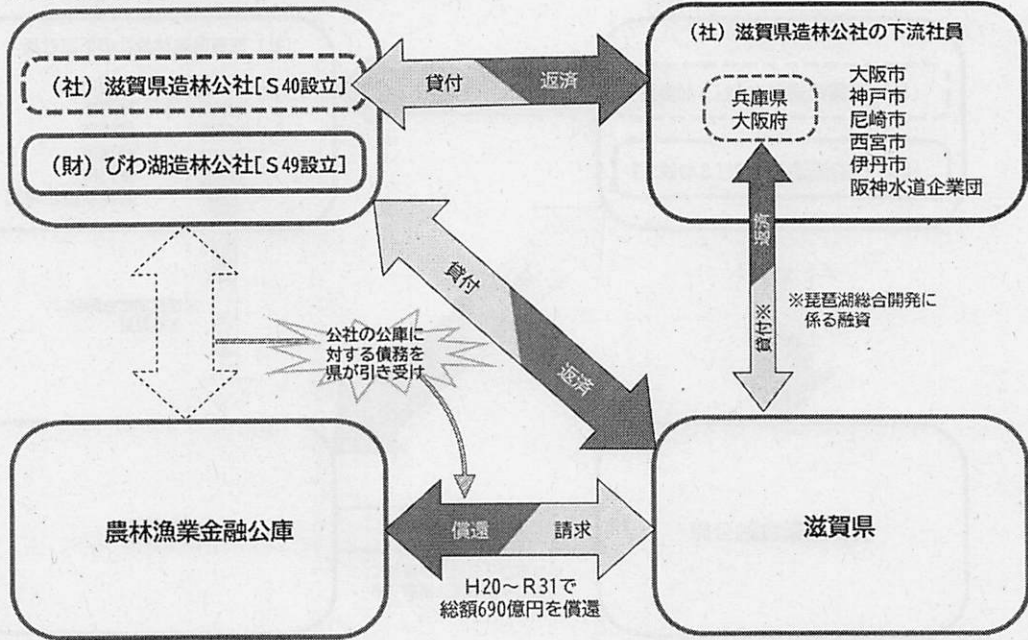 (社)滋賀県造林公社[S40設立]
(財)びわ湖造林公社[S49設立]
貸付
返済
(社)滋賀県造林公社の下流社員
兵庫県
大阪府
大阪市
神戸市
尼崎市
西宮市
伊丹市
阪神水道企業団
返済
貸付※
※琵琶湖総合開発に
係る融資
貸付
返済
公社の公庫に
対する債務を
県が引き受け
農林漁業金融公庫
償還
請求
滋賀県
H20～R31で
総額690億円を償還